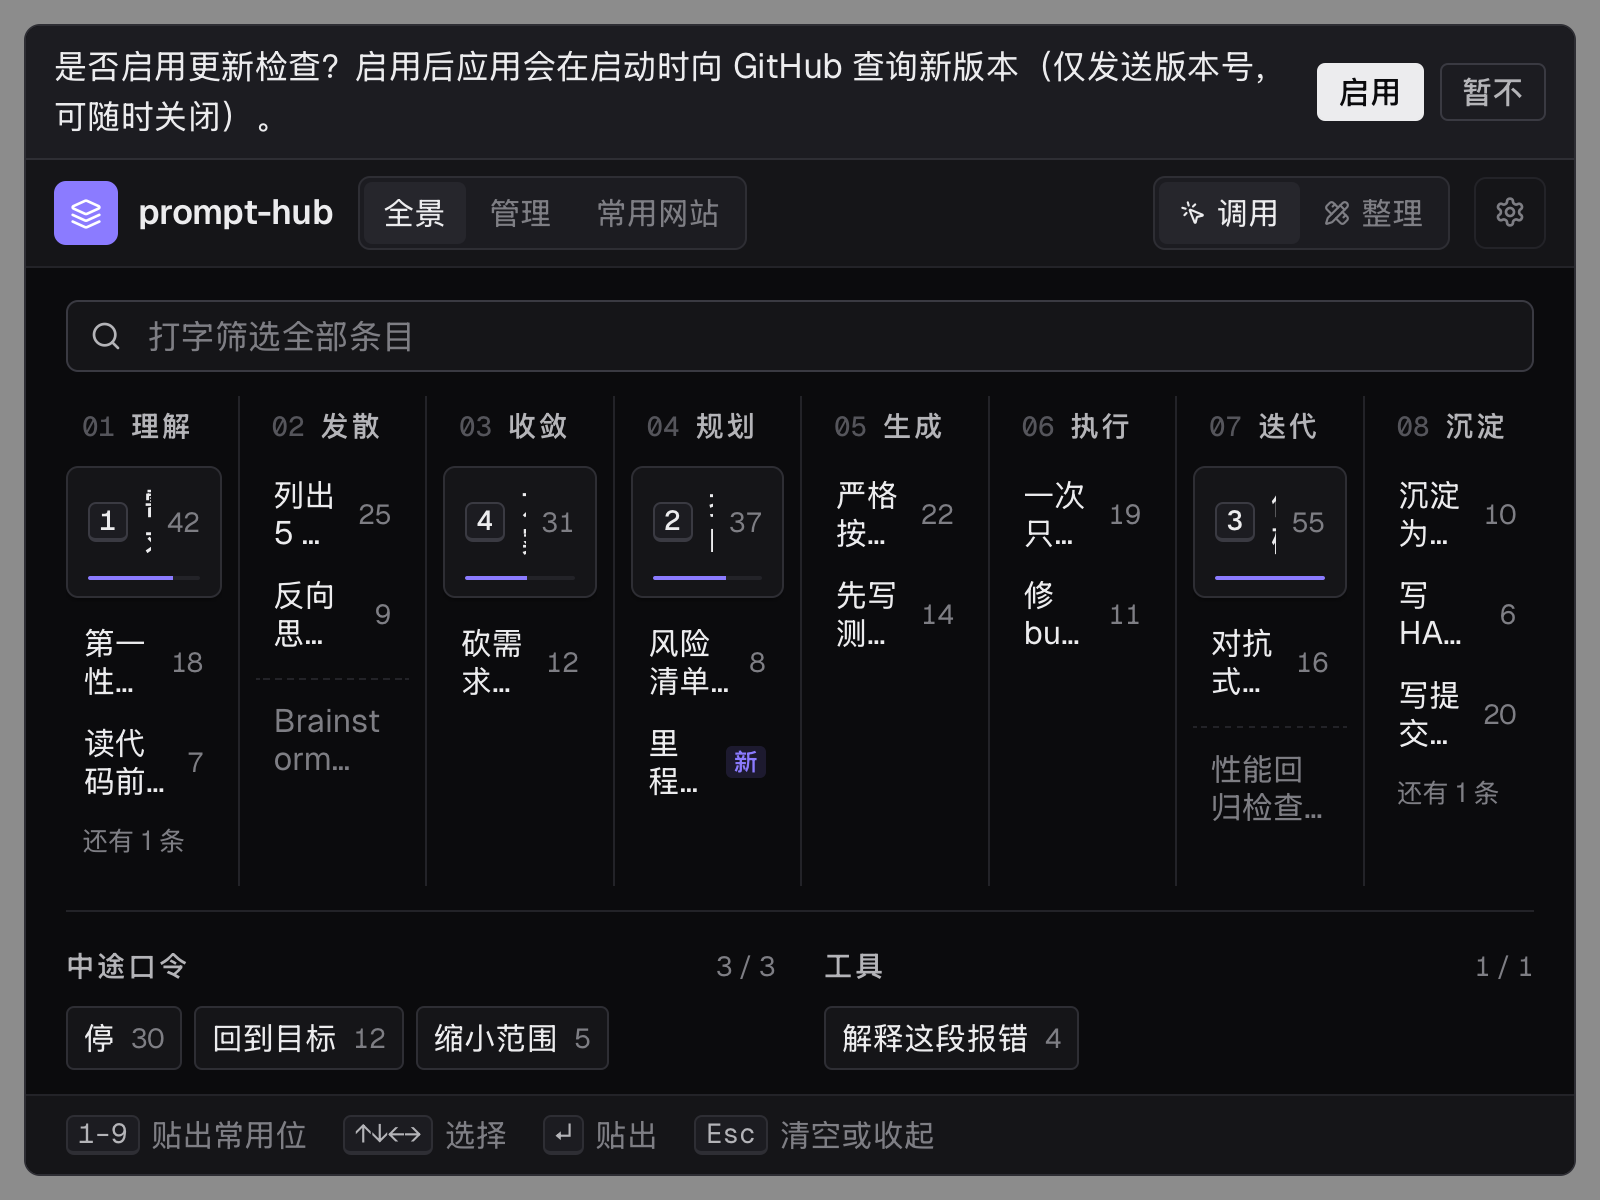 是否启用更新检查？启用后应用会在启动时向 GitHub 查询新版本（仅发送版本号，
可随时关闭）。
启用
暂不
prompt-hub
全景
管理
常用网站
调用
整理
打字筛选全部条目
01 理解
1
42
第一
性…
18
读代
码前…
7
还有 1 条
02 发散
列出
5 …
25
反向
思…
9
Brainst
orm…
03 收敛
4
31
砍需
求…
12
04 规划
2
37
风险
清单…
8
里
程…
新
05 生成
严格
按…
22
先写
测…
14
06 执行
一次
只…
19
修
bu…
11
07 迭代
3
55
对抗
式…
16
性能回
归检查…
08 沉淀
沉淀
为…
10
写
HA…
6
写提
交…
20
还有 1 条
中途口令
3 / 3
停 30
回到目标 12
缩小范围 5
工具
1 / 1
解释这段报错 4
1-9 贴出常用位
↑↓←→ 选择
↵ 贴出
Esc 清空或收起